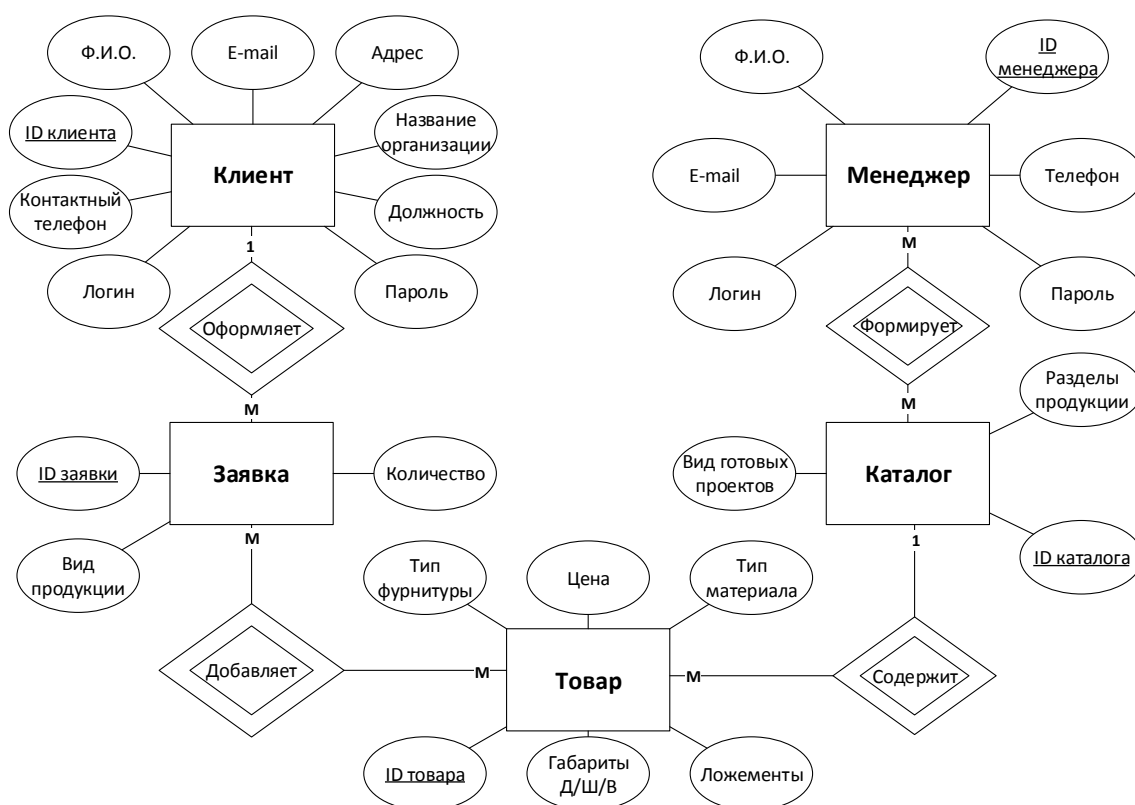 Ф.И.О.
E-mail
Адрес
ID клиента
Название
организации
Клиент
Контактный
телефон
Должность
Логин
Пароль
1
Оформляет
М
Ф.И.О.
ID
менеджера
E-mail
Менеджер
Телефон
Логин
Пароль
М
Формирует
М
ID заявки
Заявка
Количество
Вид
продукции
М
Добавляет
М
Разделы
продукции
Вид готовых
проектов
Каталог
ID каталога
1
Содержит
М
Тип
фурнитуры
Цена
Тип
материала
Товар
ID товара
Габариты
Д/Ш/В
Ложементы